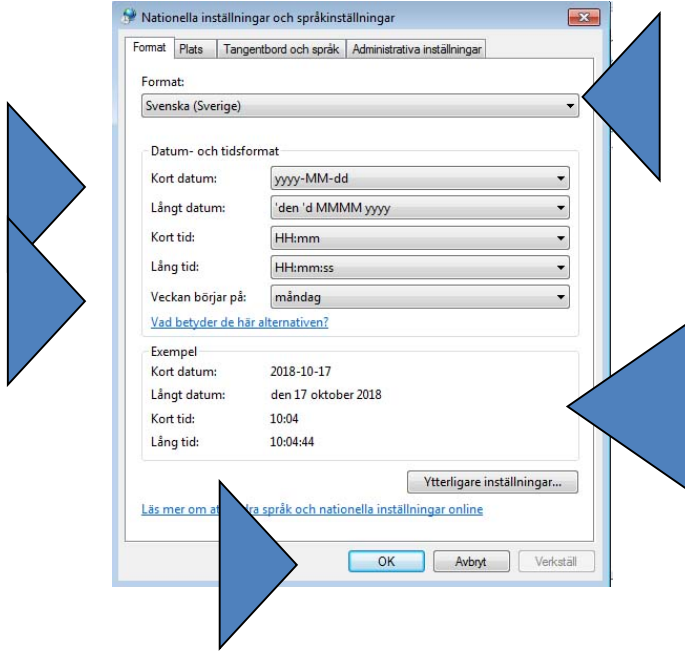 Nationella inställningar och språkinställningar
Format Plats Tangentbord och språk Administrativa inställningar
Format:
Svenska (Sverige)
Datum- och tidsformat
Kort datum: yyyy-MM-dd
Långt datum: 'den 'd MMMM yyyy
Kort tid: HH:mm
Lång tid: HH:mm:ss
Veckan börjar på: måndag
Vad betyder de här alternativen?
Exempel
Kort datum: 2018-10-17
Långt datum: den 17 oktober 2018
Kort tid: 10:04
Lång tid: 10:04:44
Ytterligare inställningar...
Läs mer om språk och nationella inställningar online
OK Avbryt Verkställ